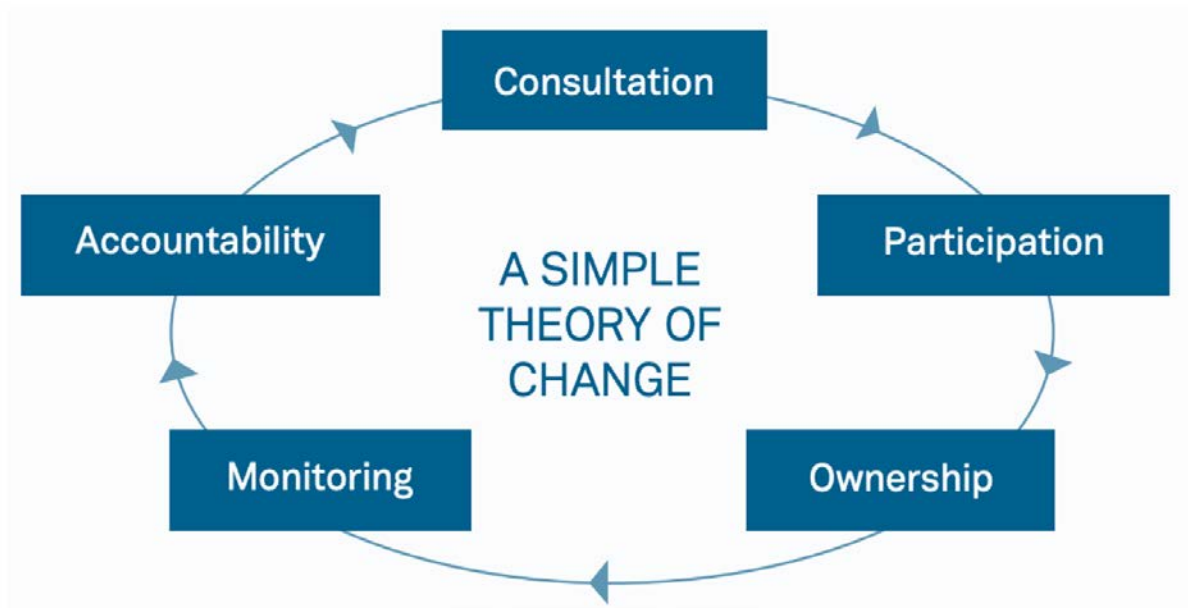 Consultation
Accountability
Participation
A SIMPLE
THEORY OF
CHANGE
Monitoring
Ownership